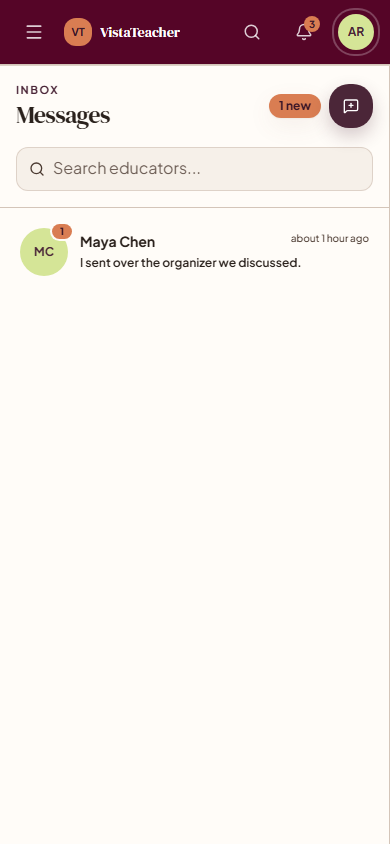 VT VistaTeacher 3 AR
INBOX
Messages
1 new
Search educators...
MC 1
Maya Chen
about 1 hour ago
I sent over the organizer we discussed.